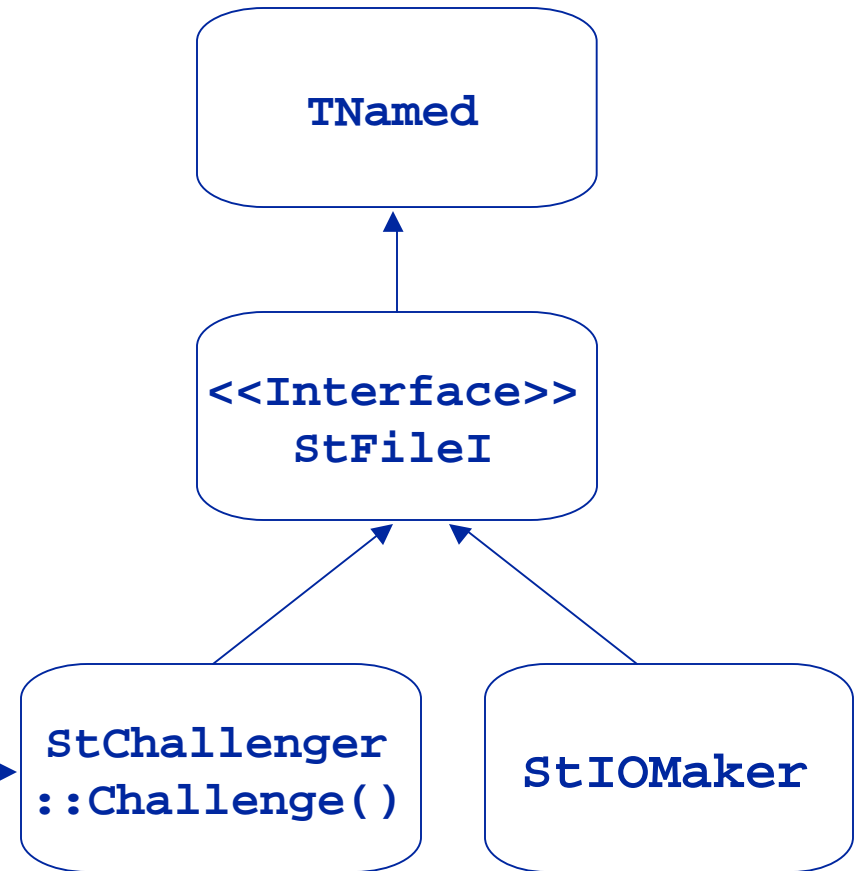 TNamed
<<Interface>>
StFileI
StChallenger
::Challenge()
StIOMaker